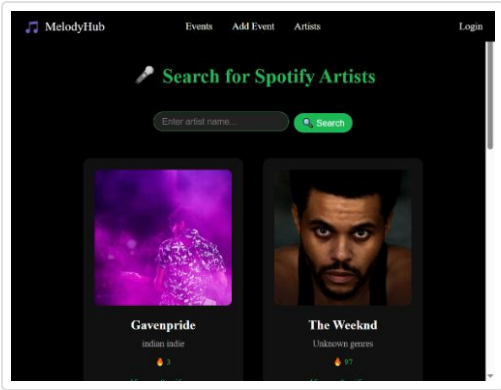 🎵 MelodyHub Events Add Event Artists Login
🎤 Search for Spotify Artists
Enter artist name...
🔍 Search
Gavenpride
The Weeknd
indian indie
Unknown genres
🔥 3
🔥 97